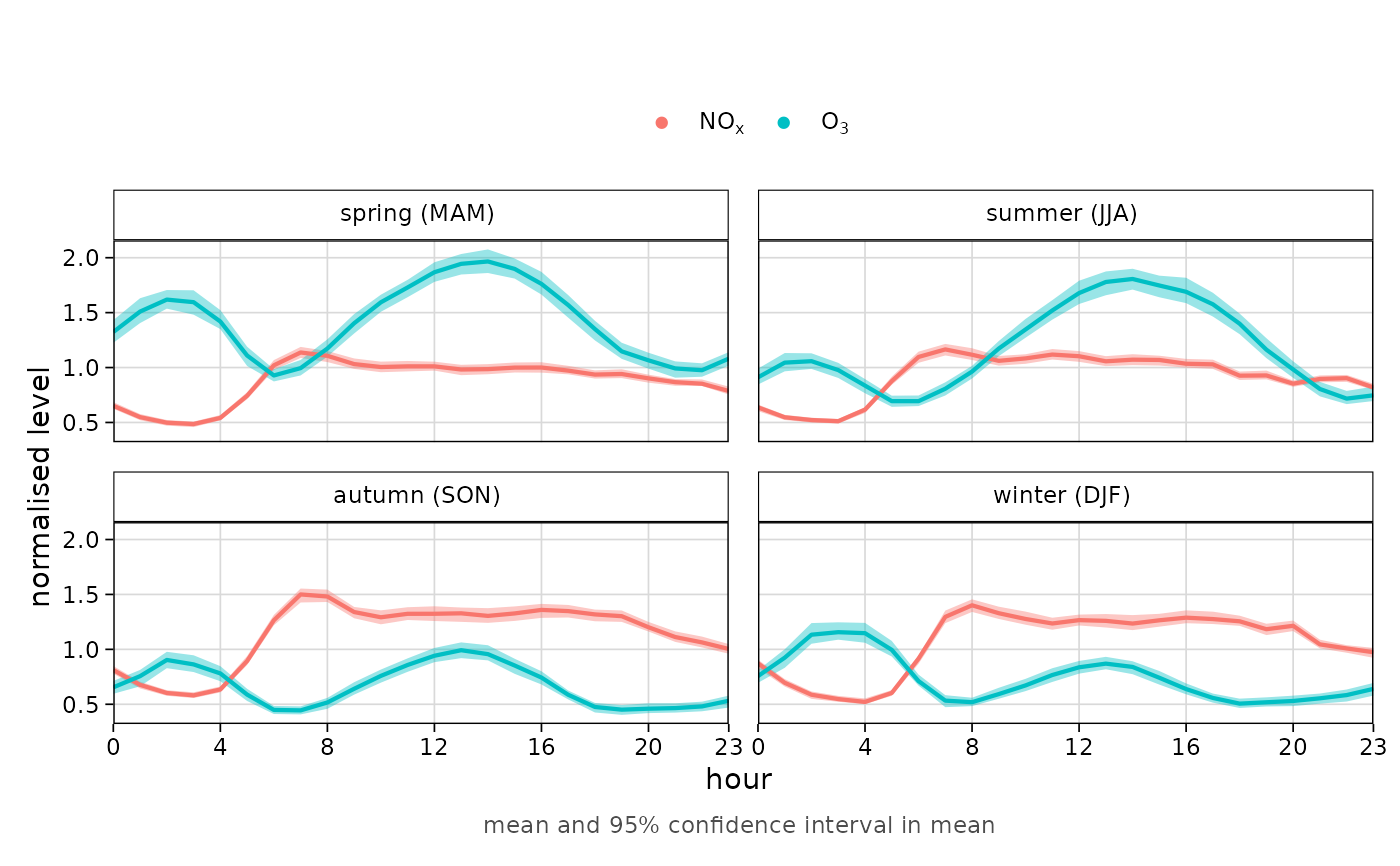 NOx O3
spring (MAM) summer (JJA)
2.0
1.5
1.0
0.5
autumn (SON) winter (DJF)
2.0
1.5
1.0
0.5
normalised level
0 4 8 12 16 20 23 0 4 8 12 16 20 23
hour
mean and 95% confidence interval in mean